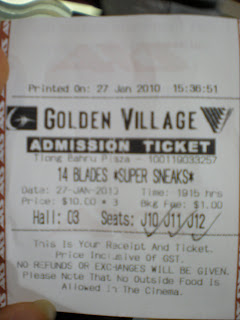 Printed On: 27 Jan 2010 15:36:51
GOLDEN VILLAGE
ADMISSION TICKET
Tiong Bahru Plaza - 100119033257
14 BLADES *SUPER SNEAKS*
Date: 27-JAN-2010 Time: 1915 hrs
Price: $10.00 * 3 Bkg Fee: $1.00
Hall: 03 Seats: J10 J11 J12
This Is Your Receipt And Ticket.
Price Inclusive Of GST.
NO REFUNDS OR EXCHANGES WILL BE GIVEN.
Please Note That No Outside Food Is
Allowed In The Cinema.